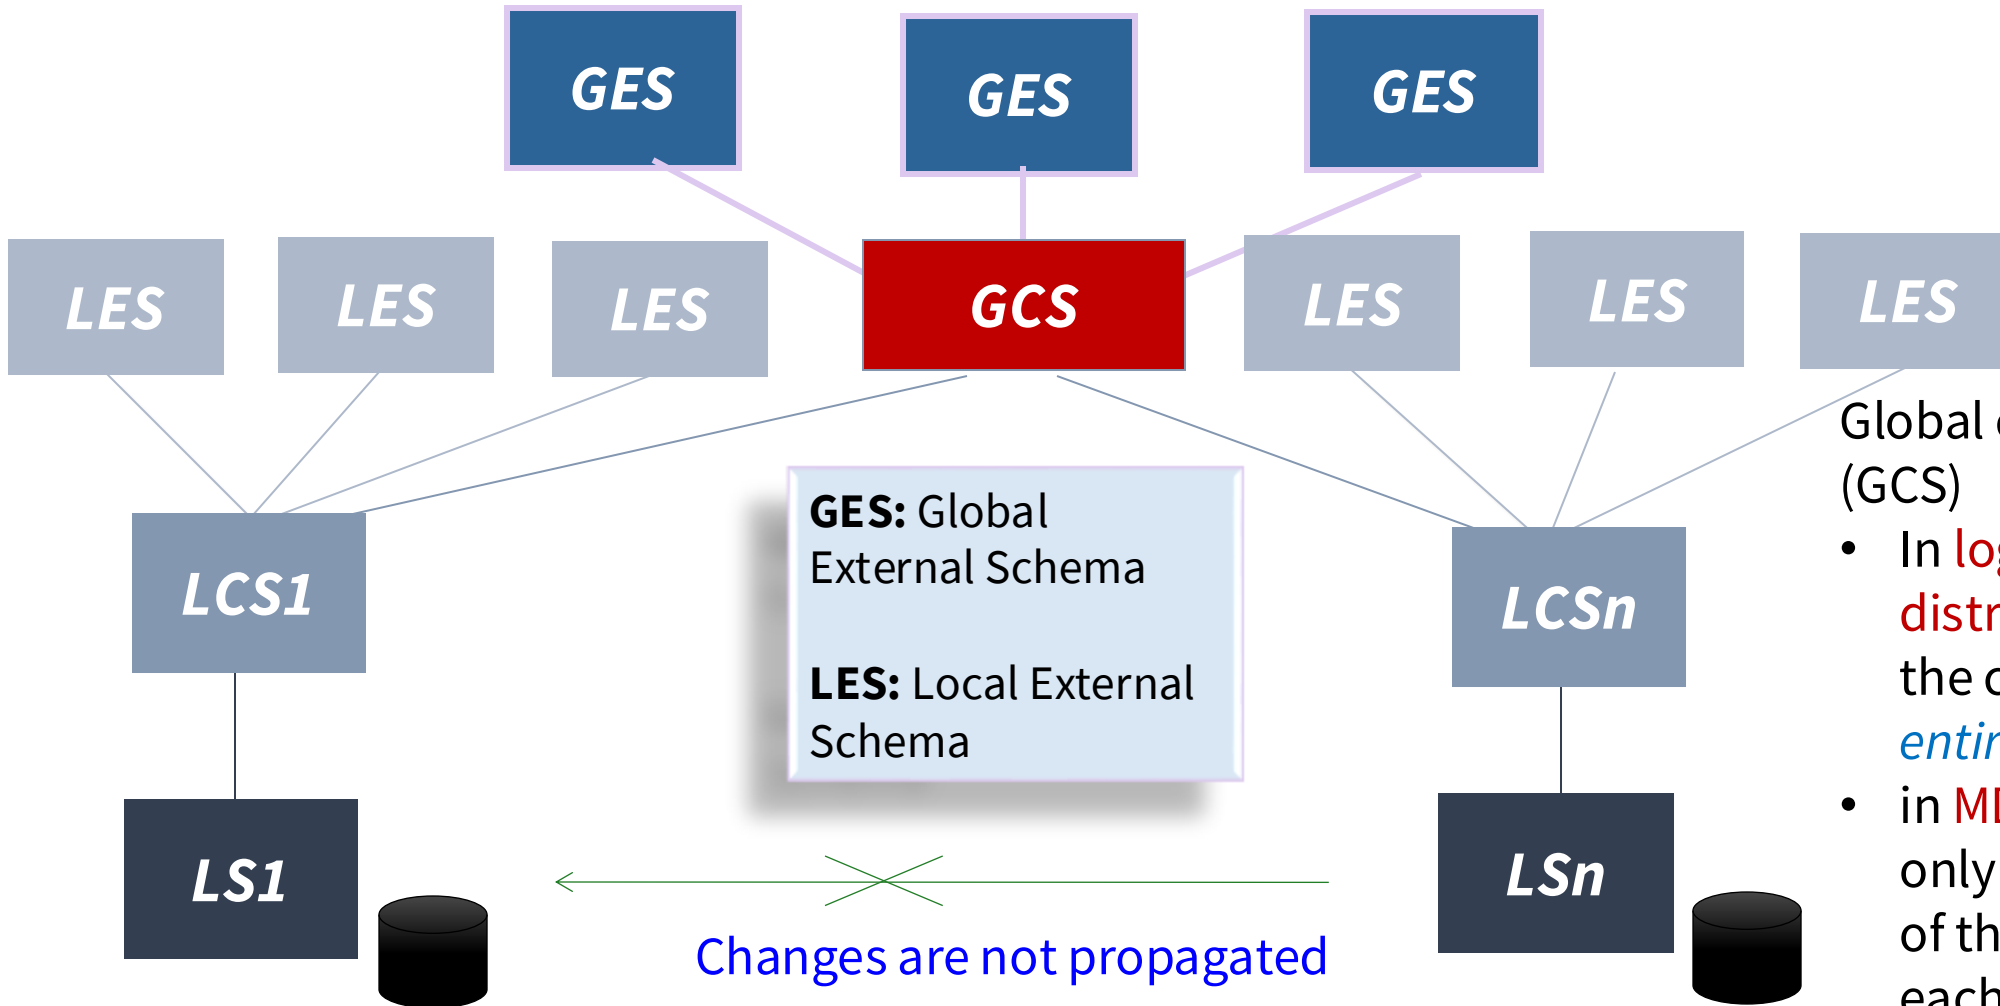 GES
GES
GES
LES
LES
LES
GCS
LES
LES
LES
LCS1
LCSn
LS1
LSn
GES: Global
External Schema
LES: Local External
Schema
Changes are not propagated
Global
(GCS)
• In
the
• in
only
of
each